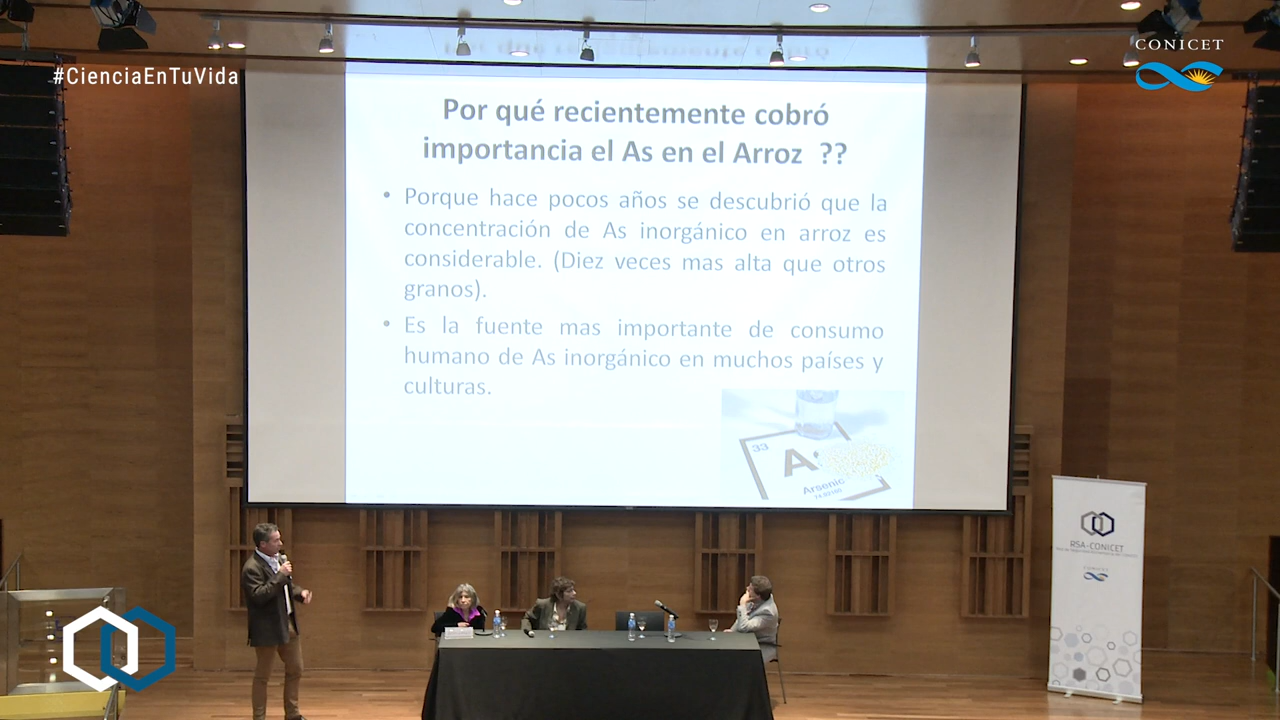 #CienciaEnTuVida
CONICET
Por qué recientemente cobró
importancia el As en el Arroz ??
• Porque hace pocos años se descubrió que la
concentración de As inorgánico en arroz es
considerable. (Diez veces mas alta que otros
granos).
• Es la fuente mas importante de consumo
humano de As inorgánico en muchos países y
culturas.
33
Arsenic
RSA-CONICET
CONICET